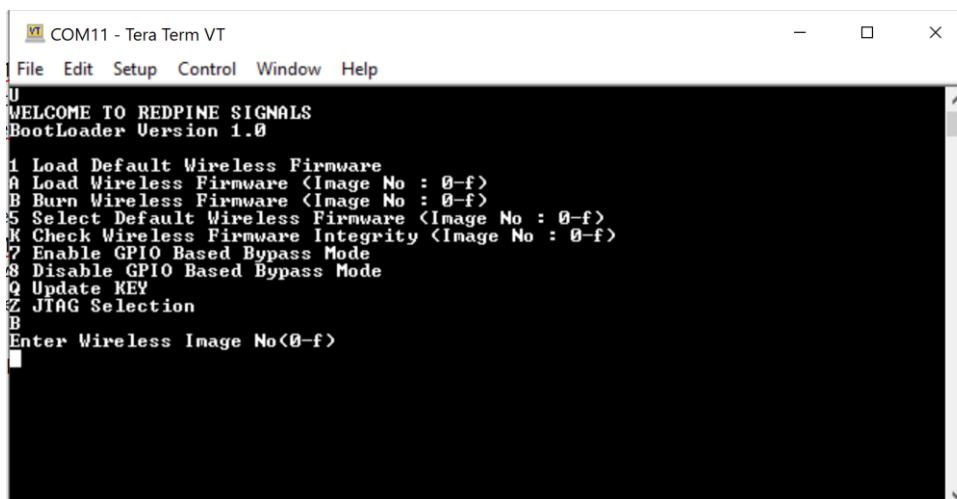 COM11 - Tera Term VT
File Edit Setup Control Window Help
U
WELCOME TO REDPINE SIGNALS
BootLoader Version 1.0
1 Load Default Wireless Firmware
A Load Wireless Firmware (Image No : 0-f)
B Burn Wireless Firmware (Image No : 0-f)
5 Select Default Wireless Firmware (Image No : 0-f)
K Check Wireless Firmware Integrity (Image No : 0-f)
7 Enable GPIO Based Bypass Mode
8 Disable GPIO Based Bypass Mode
Q Update KEY
Z JTAG Selection
B
Enter Wireless Image No(0-f)